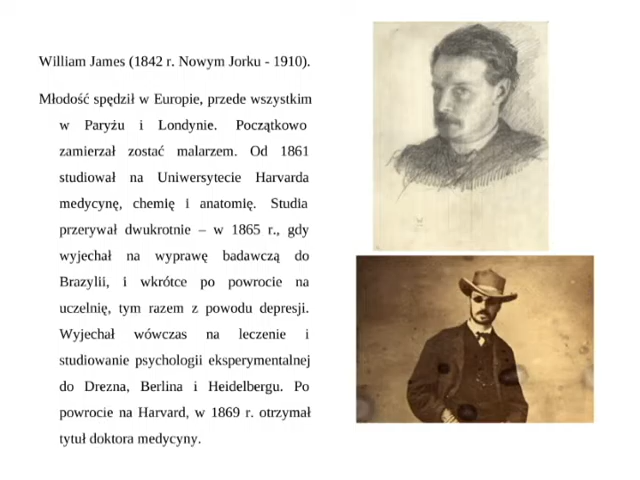 William James (1842 r. Nowym Jorku - 1910).
Młodość spędził w Europie, przede wszystkim
w Paryżu i Londynie. Początkowo
zamierzał zostać malarzem. Od 1861
studiował na Uniwersytecie Harvarda
medycynę, chemię i anatomię. Studia
przerywał dwukrotnie – w 1865 r., gdy
wyjechał na wyprawę badawczą do
Brazylii, i wkrótce po powrocie na
uczelnię, tym razem z powodu depresji.
Wyjechał wówczas na leczenie i
studiowanie psychologii eksperymentalnej
do Drezna, Berlina i Heidelbergu. Po
powrocie na Harvard, w 1869 r. otrzymał
tytuł doktora medycyny.